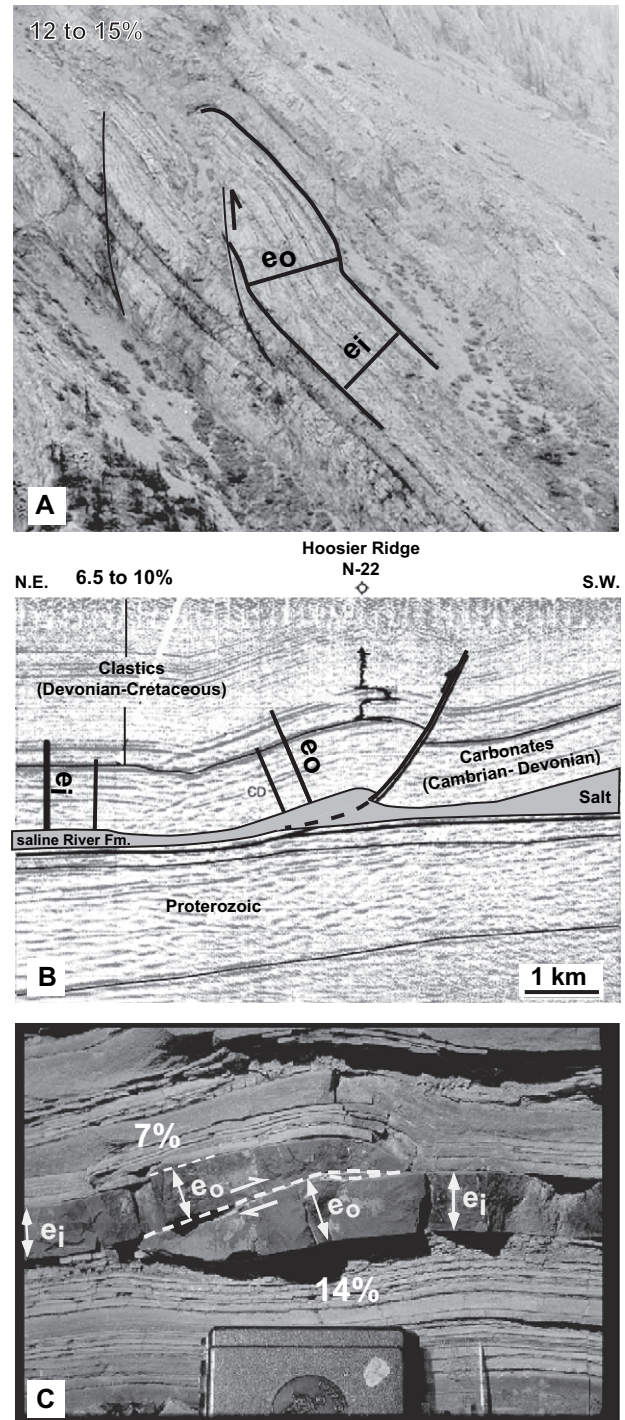 12 to 15%
eo
ei
A
Hoosier Ridge
N-22
N.E.
6.5 to 10%
S.W.
Clastics
(Devonian-Cretaceous)
ei
eo
CD
Carbonates
(Cambrian- Devonian)
Salt
saline River Fm.
Proterozoic
B
1 km
7%
eo
eo
ei
ei
14%
C